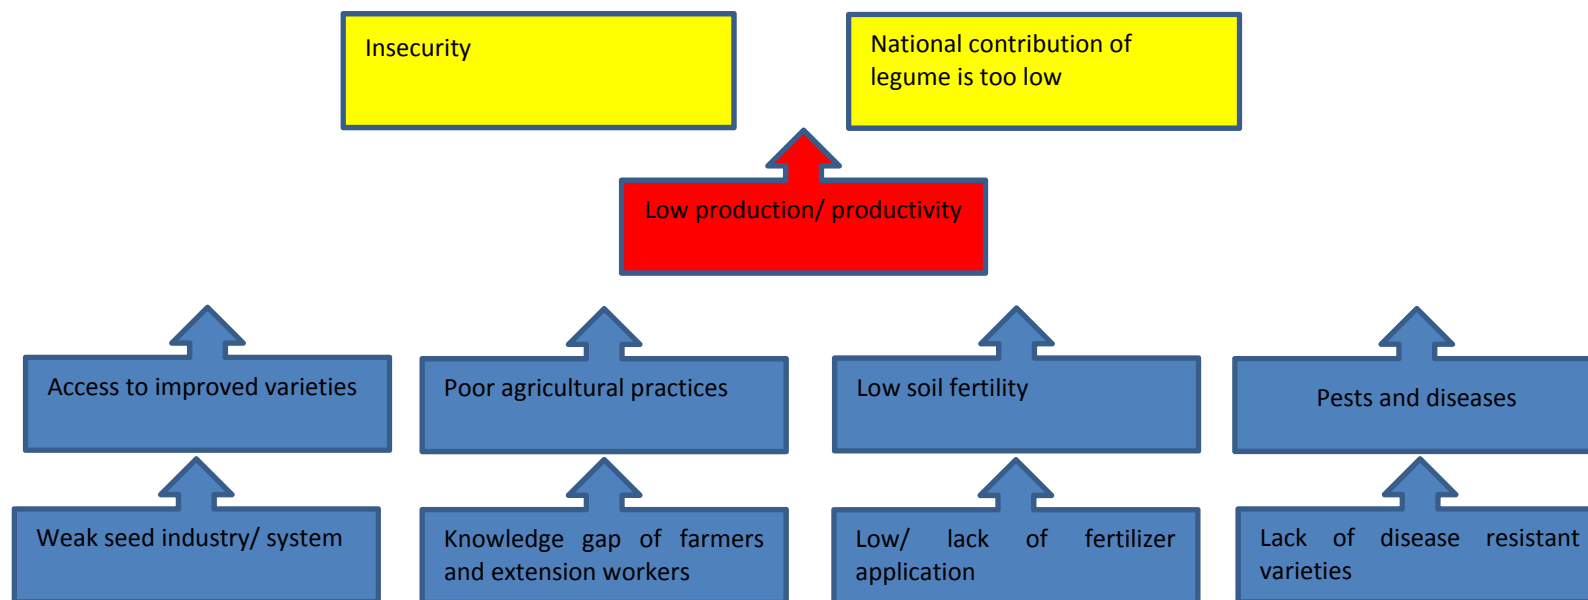 Insecurity
National contribution of
legume is too low
Low production/ productivity
Access to improved varieties
Poor agricultural practices
Low soil fertility
Pests and diseases
Weak seed industry/ system
Knowledge gap of farmers
and extension workers
Low/ lack of fertilizer
application
Lack of disease resistant
varieties